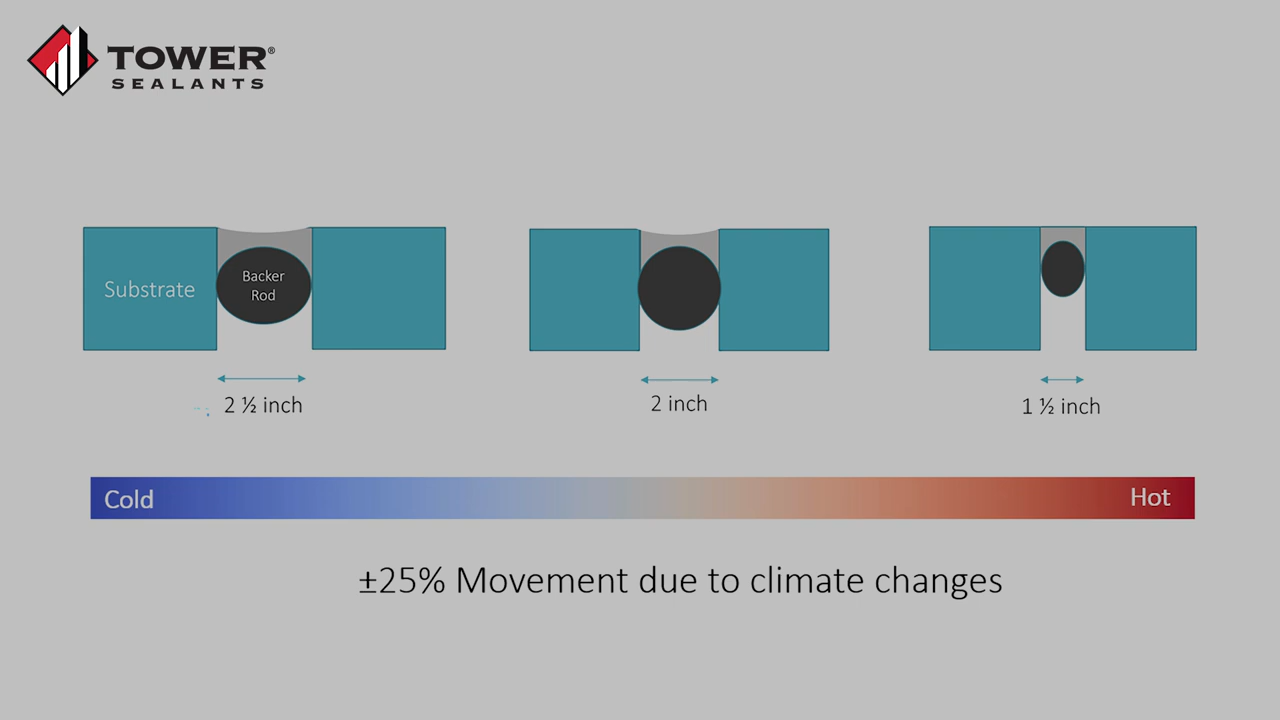 TOWER®
SEALANTS
Substrate
Backer
Rod
2 ½ inch
2 inch
1 ½ inch
Cold
Hot
±25% Movement due to climate changes